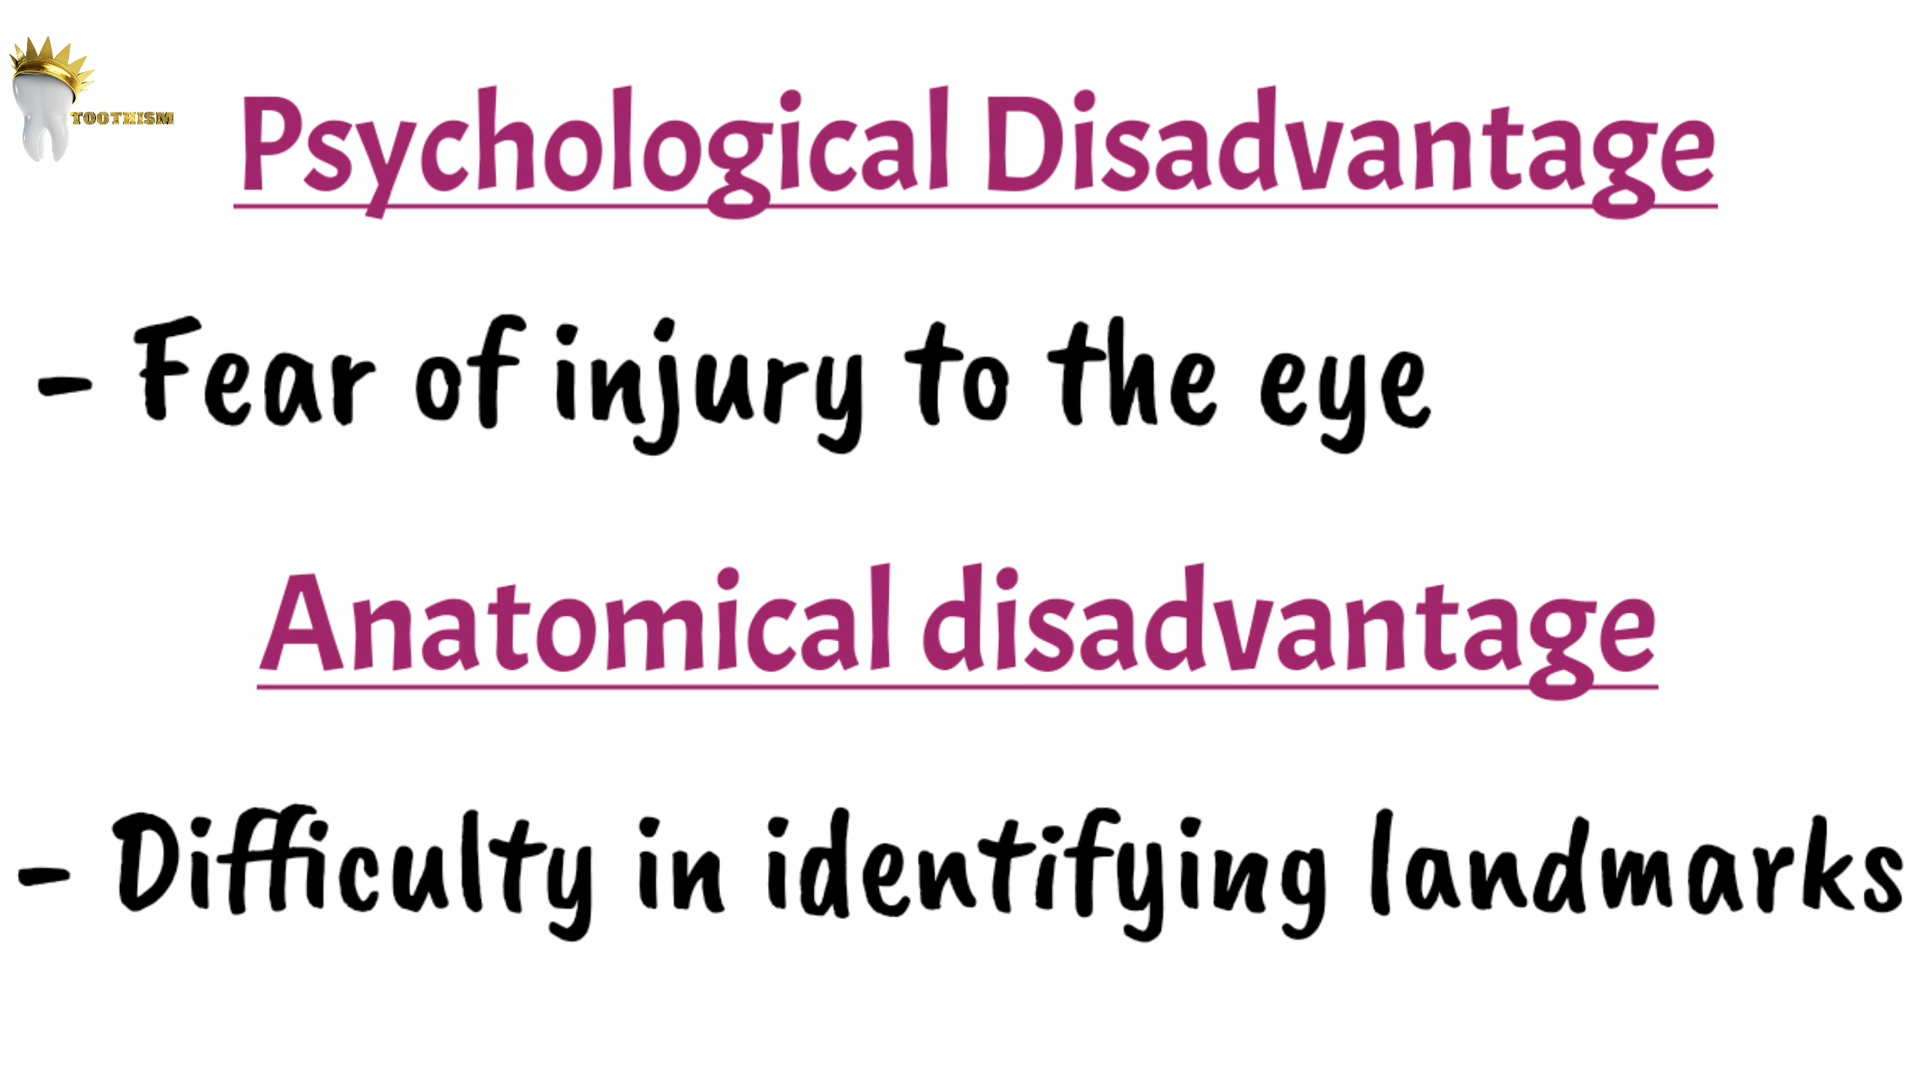 TOOTHISM
Psychological Disadvantage
- Fear of injury to the eye
Anatomical disadvantage
- Difficulty in identifying landmarks